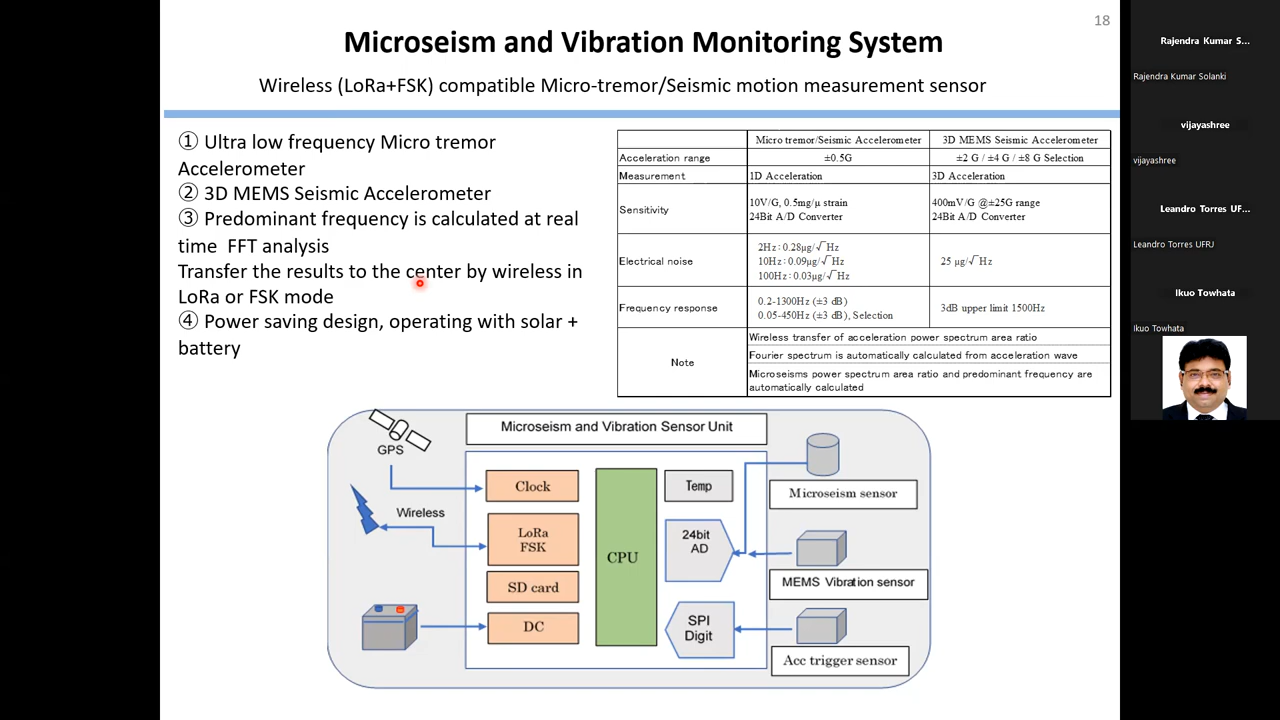 18
Microseism and Vibration Monitoring System
Wireless (LoRa+FSK) compatible Micro-tremor/Seismic motion measurement sensor
① Ultra low frequency Micro tremor
Accelerometer
② 3D MEMS Seismic Accelerometer
③ Predominant frequency is calculated at real
time FFT analysis
Transfer the results to the center by wireless in
LoRa or FSK mode
④ Power saving design, operating with solar +
battery
Micro tremor/Seismic Accelerometer 3D MEMS Seismic Accelerometer
Acceleration range ±0.5G ±2 G / ±4 G / ±8 G Selection
Measurement 1D Acceleration 3D Acceleration
Sensitivity
10V/G, 0.5mg/μ strain 400mV/G @±25G range
24Bit A/D Converter 24Bit A/D Converter
Electrical noise
2Hz : 0.28μg/√Hz
10Hz : 0.09μg/√Hz 25 μg/√Hz
100Hz : 0.03μg/√Hz
Frequency response
0.2-1300Hz (±3 dB) 3dB upper limit 1500Hz
0.05-450Hz (±3 dB), Selection
Note
Wireless transfer of acceleration power spectrum area ratio
Fourier spectrum is automatically calculated from acceleration wave
Microseisms power spectrum area ratio and predominant frequency are
automatically calculated
Microseism and Vibration Sensor Unit
GPS
Wireless
Clock
LoRa
FSK
SD card
DC
CPU
Temp
24bit
AD
SPI
Digit
Microseism sensor
MEMS Vibration sensor
Acc trigger sensor
Rajendra Kumar S...
Rajendra Kumar Solanki
vijayashree
vijayashree
Leandro Torres UF...
Leandro Torres UFRJ
Ikuo Towhata
Ikuo Towhata